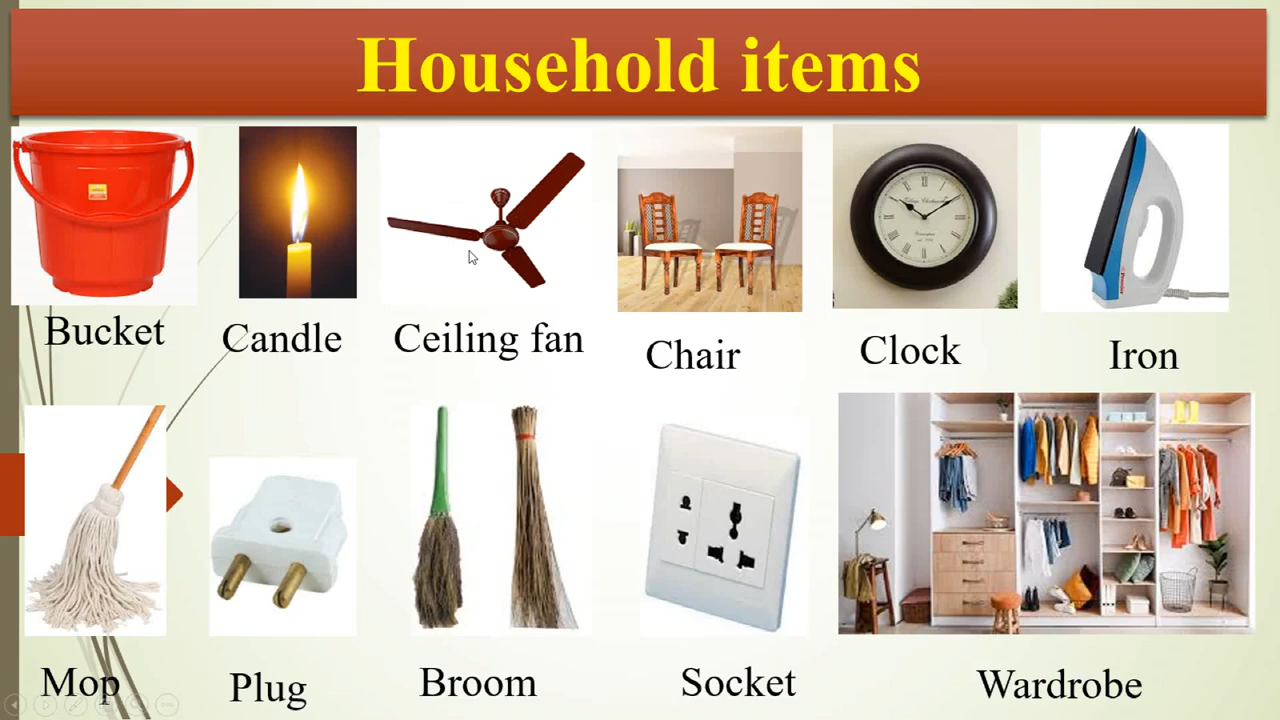 Household items
Bucket
Candle
Ceiling fan
Chair
Clock
Iron
Mop
Plug
Broom
Socket
Wardrobe